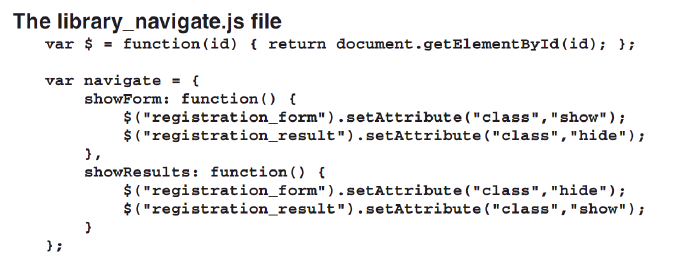 The library_navigate.js file
var $ = function(id) { return document.getElementById(id); };
var navigate = {
showForm: function() {
$("registration_form").setAttribute("class","show");
$("registration_result").setAttribute("class","hide");
},
showResults: function() {
$("registration_form").setAttribute("class","hide");
$("registration_result").setAttribute("class","show");
}
};